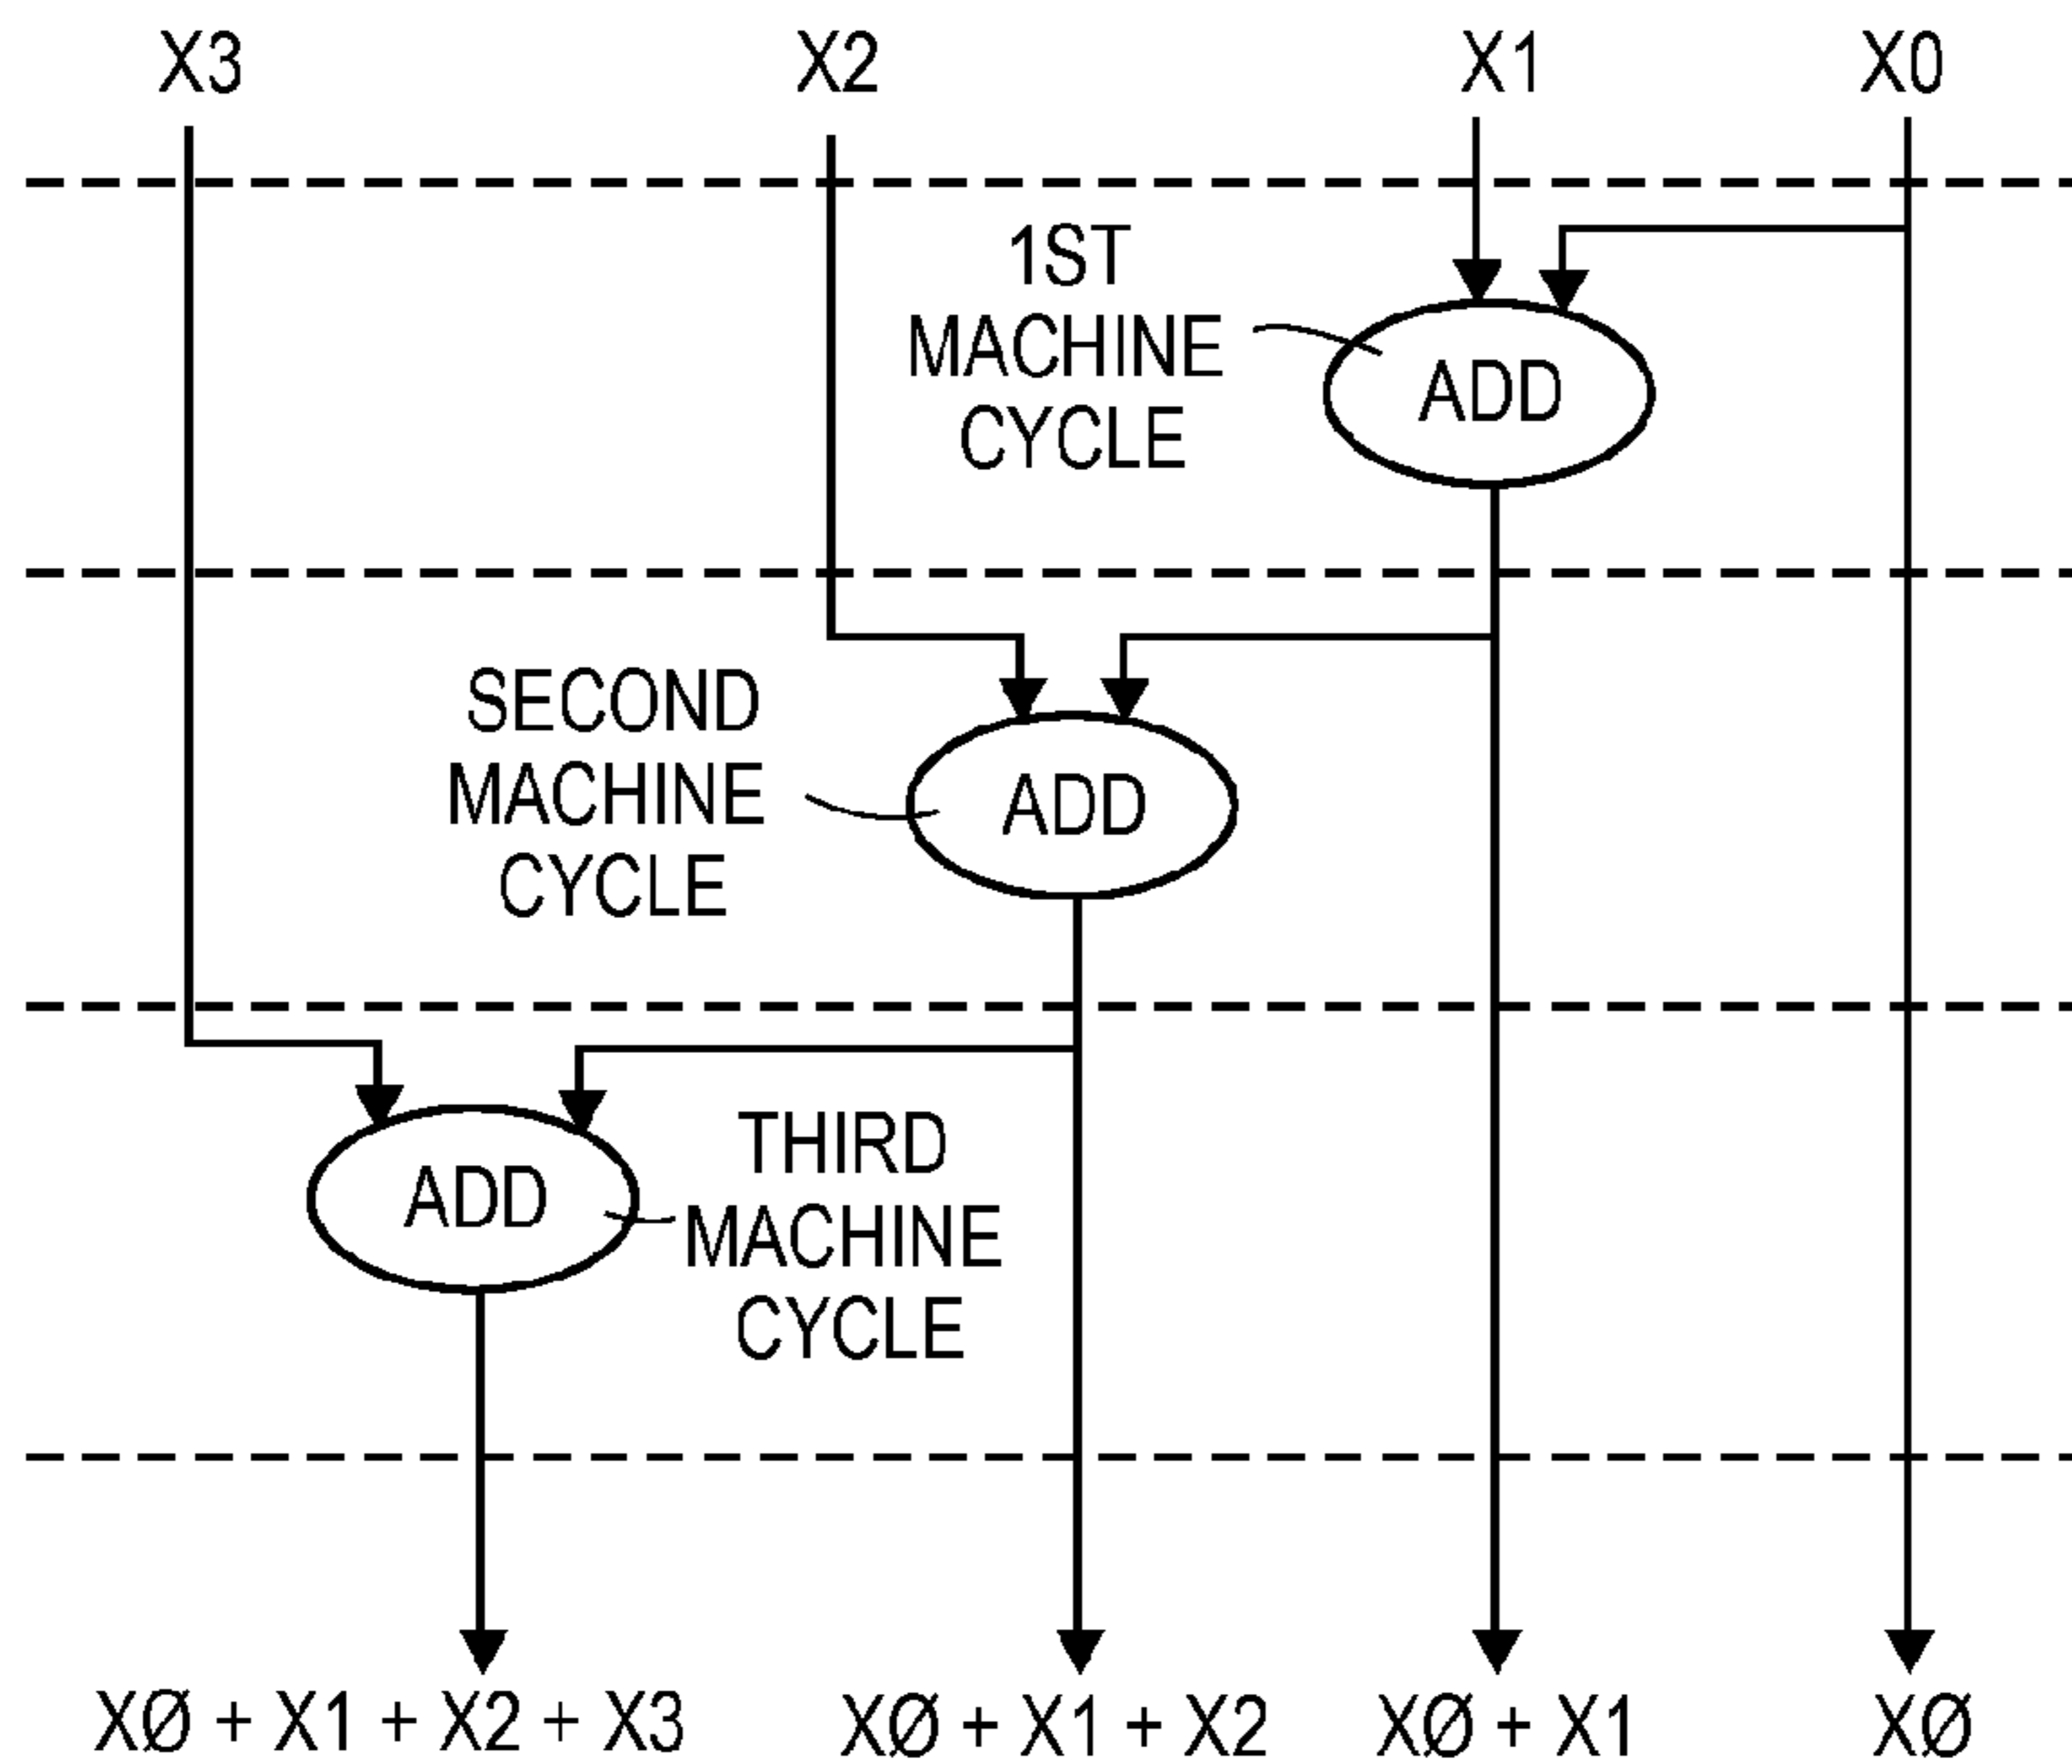 X3 X2 X1 X0
1ST
MACHINE
CYCLE
ADD
SECOND
MACHINE
CYCLE
ADD
ADD
THIRD
MACHINE
CYCLE
XØ + X1 + X2 + X3 XØ + X1 + X2 XØ + X1 XØ